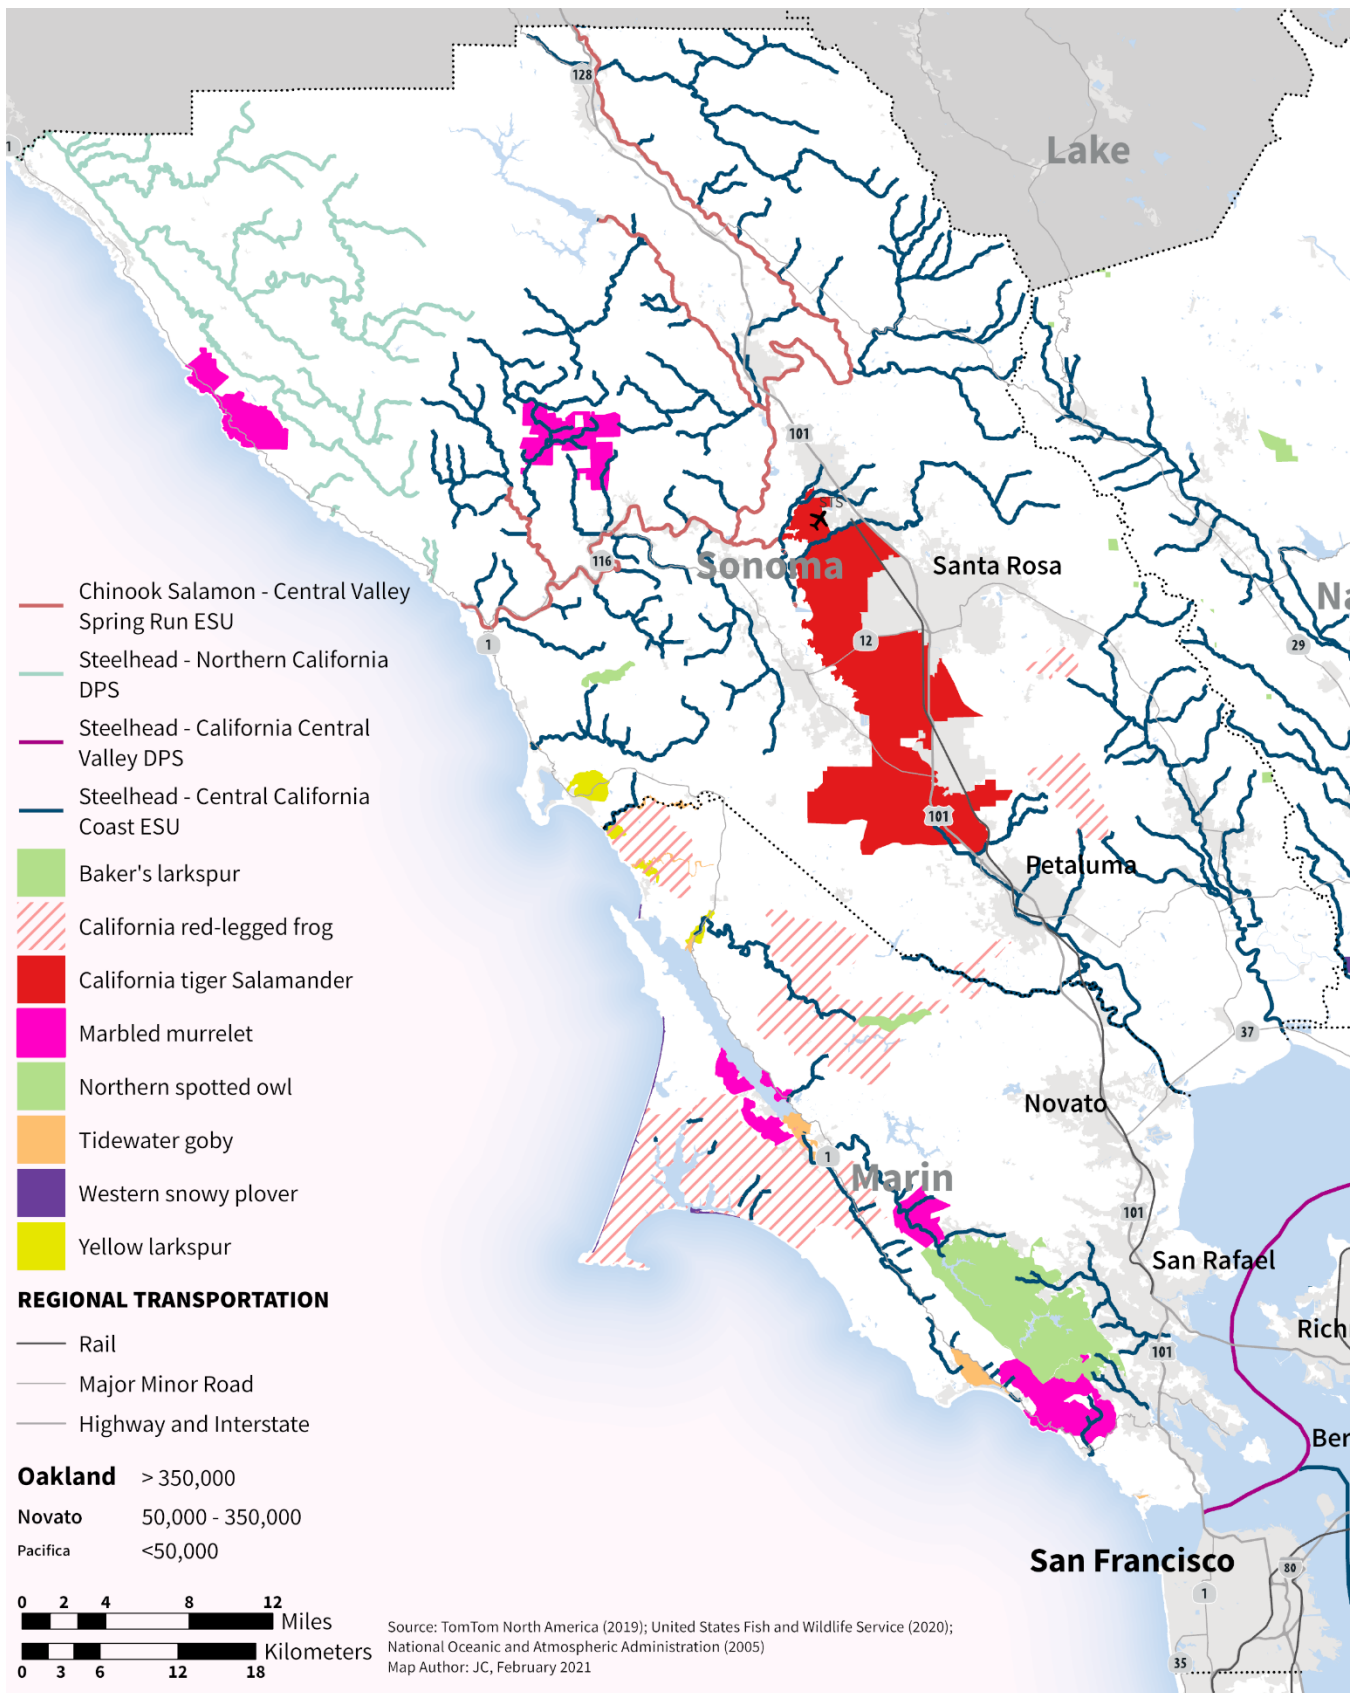 128
Lake
1
101
STS
Sonoma
116
Santa Rosa
Na
12
29
1
Chinook Salamon - Central Valley
Spring Run ESU
Steelhead - Northern California
DPS
Steelhead - California Central
Valley DPS
Steelhead - Central California
Coast ESU
Baker's larkspur
California red-legged frog
California tiger Salamander
Marbled murrelet
Northern spotted owl
Tidewater goby
Western snowy plover
Yellow larkspur
101
Petaluma
37
Novato
1
Marin
101
San Rafael
Rich
101
Ber
REGIONAL TRANSPORTATION
Rail
Major Minor Road
Highway and Interstate
Oakland > 350,000
Novato 50,000 - 350,000
Pacifica <50,000
San Francisco
80
1
35
0 2 4 8 12
Miles
Kilometers
0 3 6 12 18
Source: TomTom North America (2019); United States Fish and Wildlife Service (2020);
National Oceanic and Atmospheric Administration (2005)
Map Author: JC, February 2021